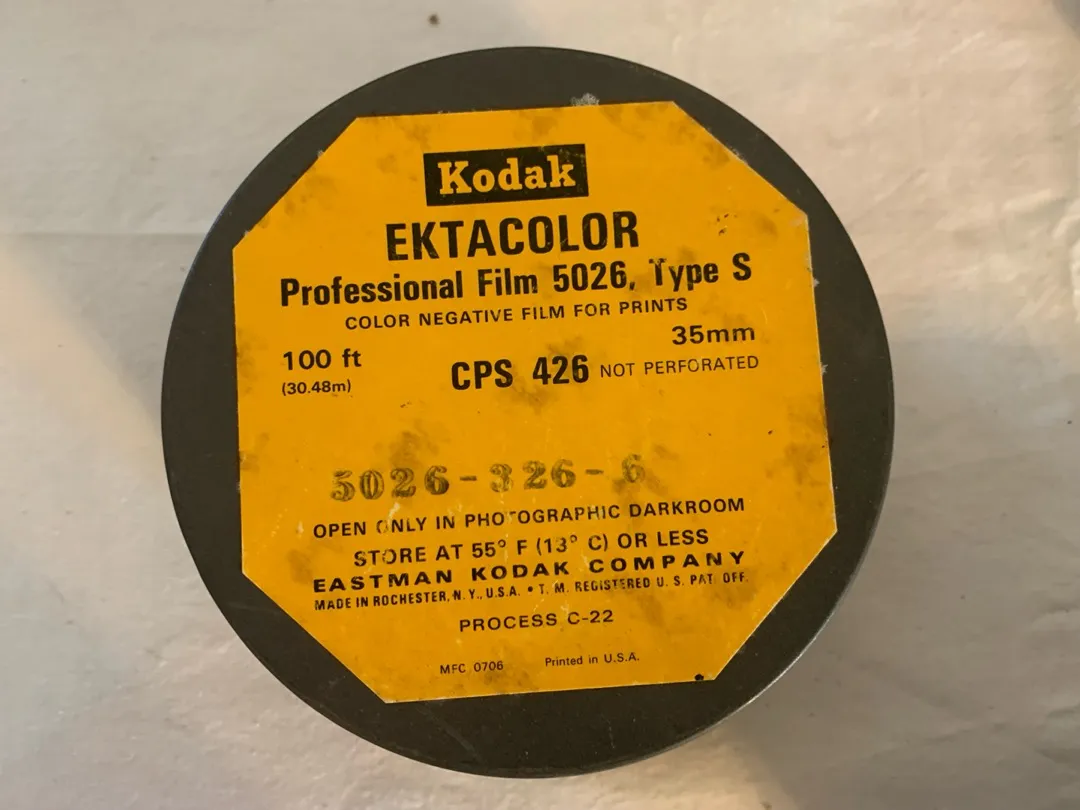 Kodak
EKTACOLOR
Professional Film 5026, Type S
COLOR NEGATIVE FILM FOR PRINTS
100 ft
(30.48m)
35mm
CPS 426 NOT PERFORATED
5026-326-6
OPEN ONLY IN PHOTOGRAPHIC DARKROOM
STORE AT 55° F (13° C) OR LESS
EASTMAN KODAK COMPANY
MADE IN ROCHESTER, N.Y., U.S.A. • T. M. REGISTERED U. S. PAT. OFF.
PROCESS C-22
MFC 0706 Printed in U.S.A.